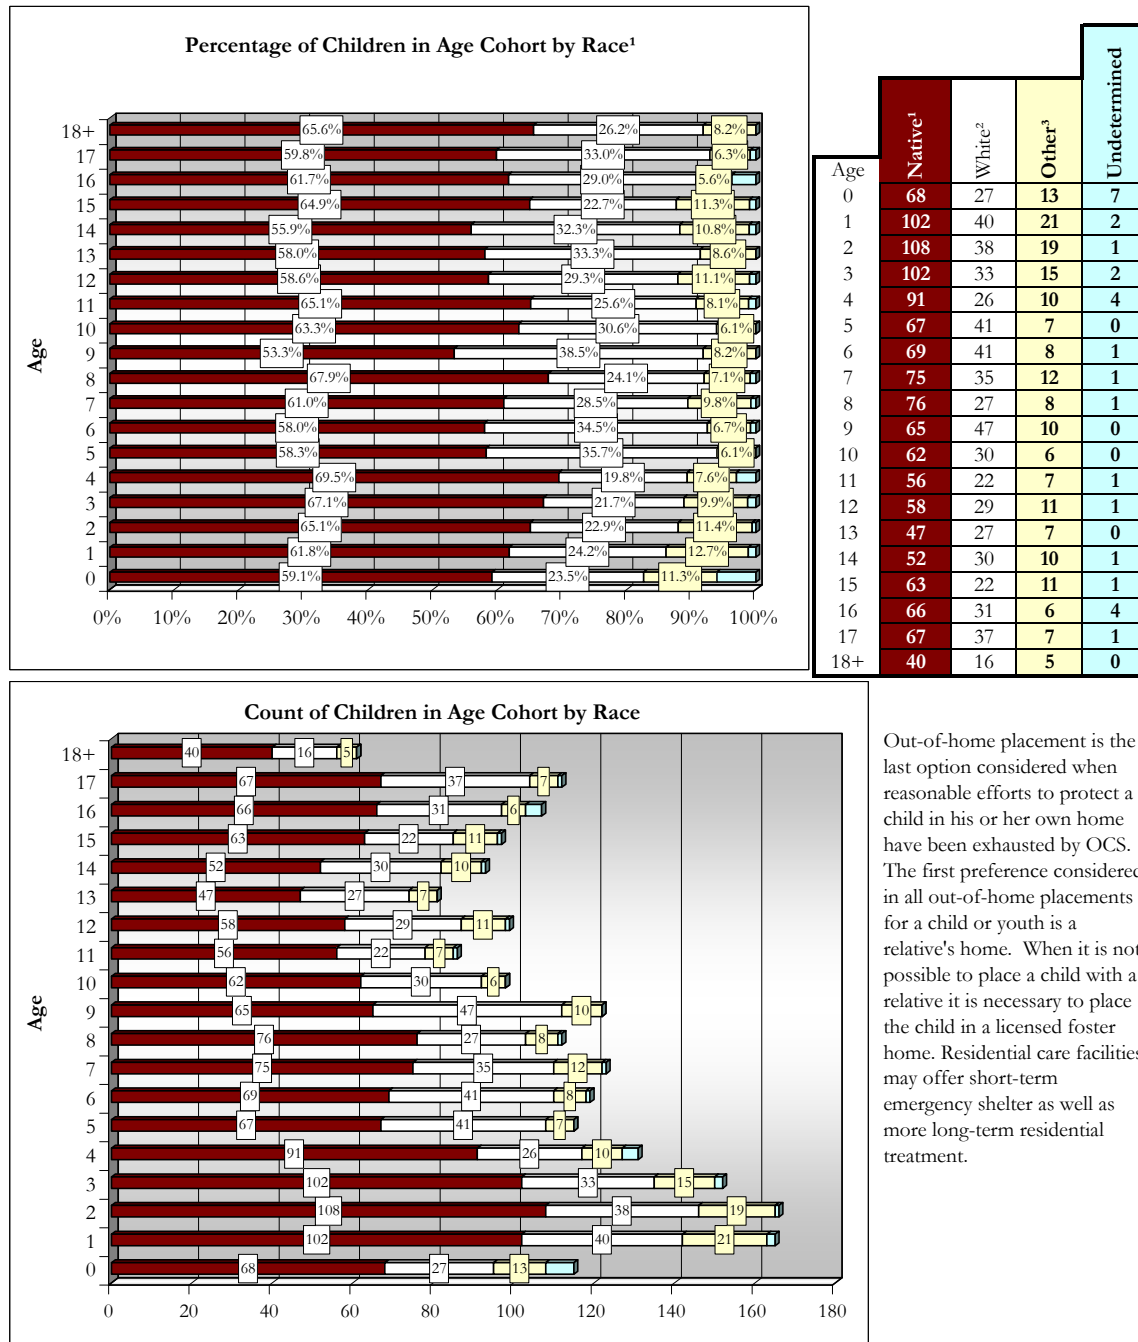 Percentage of Children in Age Cohort by Race¹
Age
18+ 65.6% 26.2% 8.2%
17 59.8% 33.0% 6.3%
16 61.7% 29.0% 5.6%
15 64.9% 22.7% 11.3%
14 55.9% 32.3% 10.8%
13 58.0% 33.3% 8.6%
12 58.6% 29.3% 11.1%
11 65.1% 25.6% 8.1%
10 63.3% 30.6% 6.1%
9 53.3% 38.5% 8.2%
8 67.9% 24.1% 7.1%
7 61.0% 28.5% 9.8%
6 58.0% 34.5% 6.7%
5 58.3% 35.7% 6.1%
4 69.5% 19.8% 7.6%
3 67.1% 21.7% 9.9%
2 65.1% 22.9% 11.4%
1 61.8% 24.2% 12.7%
0 59.1% 23.5% 11.3%
0% 10% 20% 30% 40% 50% 60% 70% 80% 90% 100%
Age Native¹ White² Other³ Undetermined
0 68 27 13 7
1 102 40 21 2
2 108 38 19 1
3 102 33 15 2
4 91 26 10 4
5 67 41 7 0
6 69 41 8 1
7 75 35 12 1
8 76 27 8 1
9 65 47 10 0
10 62 30 6 0
11 56 22 7 1
12 58 29 11 1
13 47 27 7 0
14 52 30 10 1
15 63 22 11 1
16 66 31 6 4
17 67 37 7 1
18+ 40 16 5 0
Count of Children in Age Cohort by Race
Age
18+ 40 16 5
17 67 37 7
16 66 31 6
15 63 22 11
14 52 30 10
13 47 27 7
12 58 29 11
11 56 22 7
10 62 30 6
9 65 47 10
8 76 27 8
7 75 35 12
6 69 41 8
5 67 41 7
4 91 26 10
3 102 33 15
2 108 38 19
1 102 40 21
0 68 27 13
0 20 40 60 80 100 120 140 160 180
Out-of-home placement is the
last option considered when
reasonable efforts to protect a
child in his or her own home
have been exhausted by OCS.
The first preference considered
in all out-of-home placements
for a child or youth is a
relative's home. When it is not
possible to place a child with a
relative it is necessary to place
the child in a licensed foster
home. Residential care facilities
may offer short-term
emergency shelter as well as
more long-term residential
treatment.